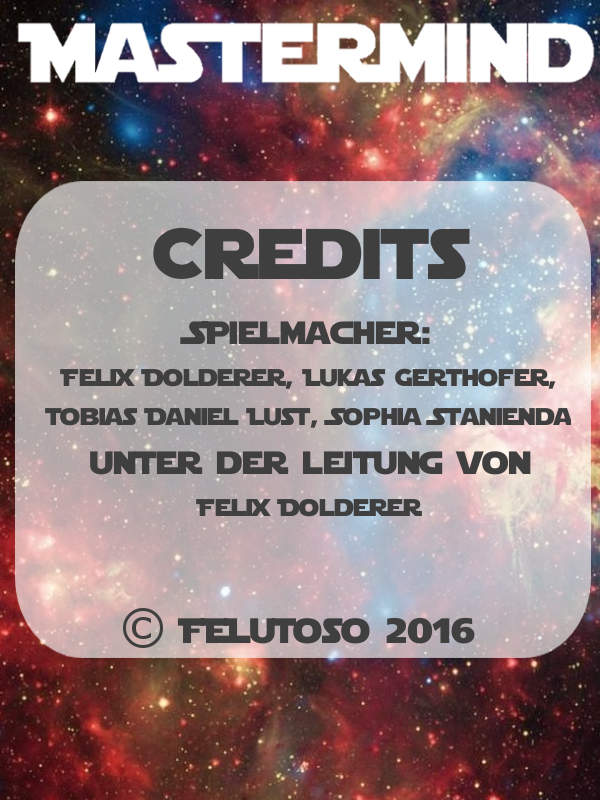 MASTERMIND
CREDITS
SPIELMACHER:
FELIX DOLDERER, LUKAS GERTHOFER,
TOBIAS DANIEL LUST, SOPHIA STANIENDA
UNTER DER LEITUNG VON
FELIX DOLDERER
© FELUTOSO 2016